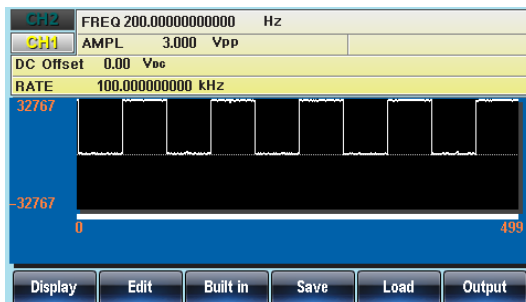 CH2 FREQ 200.00000000000 Hz
CH1 AMPL 3.000 Vpp
DC Offset 0.00 VDC
RATE 100.000000000 kHz
32767
-32767
0 499
Display Edit Built in Save Load Output